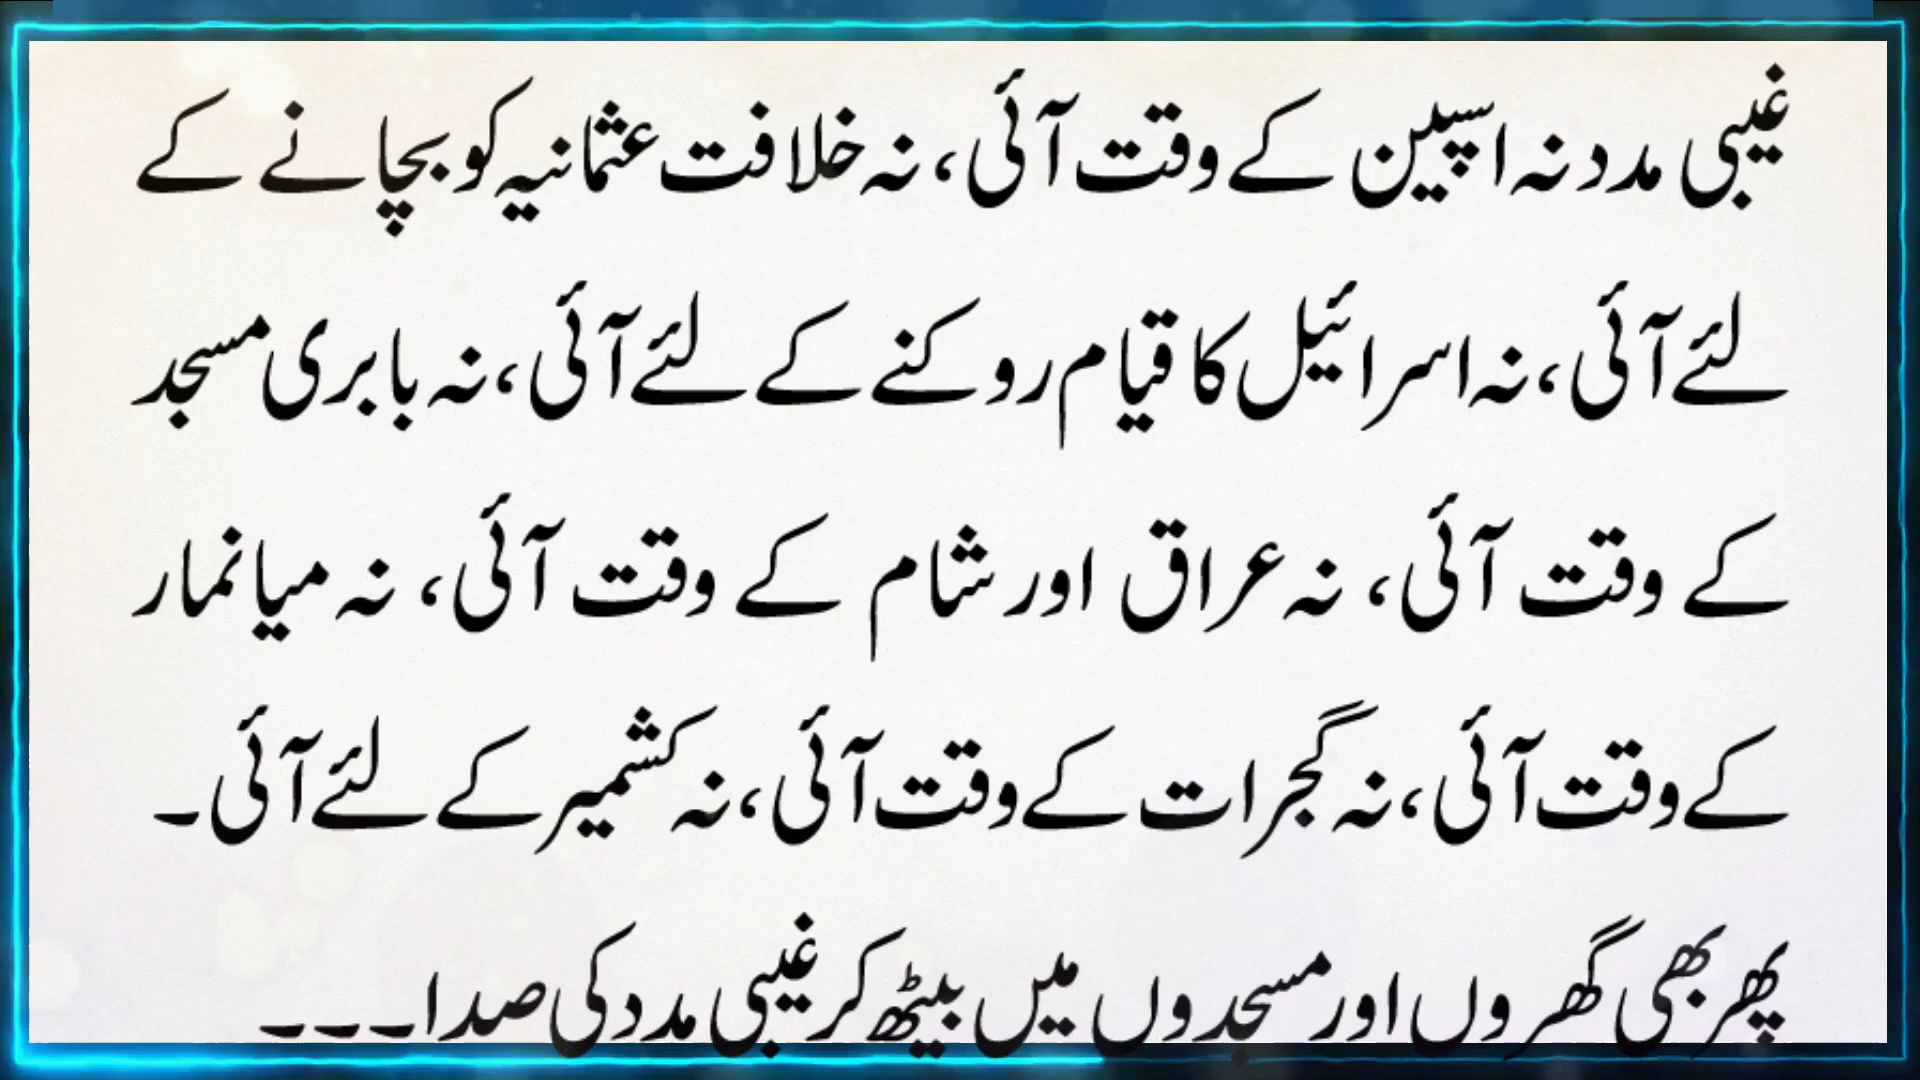 غیبی مدد نہ اسپین کے وقت آئی، نہ خلافت عثمانیہ کو بچانے کے
لئے آئی، نہ اسرائیل کا قیام روکنے کے لئے آئی، نہ بابری مسجد
کے وقت آئی، نہ عراق اور شام کے وقت آئی، نہ میانمار
کے وقت آئی، نہ گجرات کے وقت آئی، نہ کشمیر کے لئے آئی۔
پھر بھی گھروں اور مسجدوں میں بیٹھ کر غیبی مدد کی صدا۔۔۔